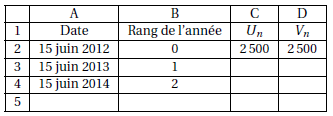 A B C D
1 Date Rang de l'année Un Vn
2 15 juin 2012 0 2 500 2 500
3 15 juin 2013 1
4 15 juin 2014 2
5